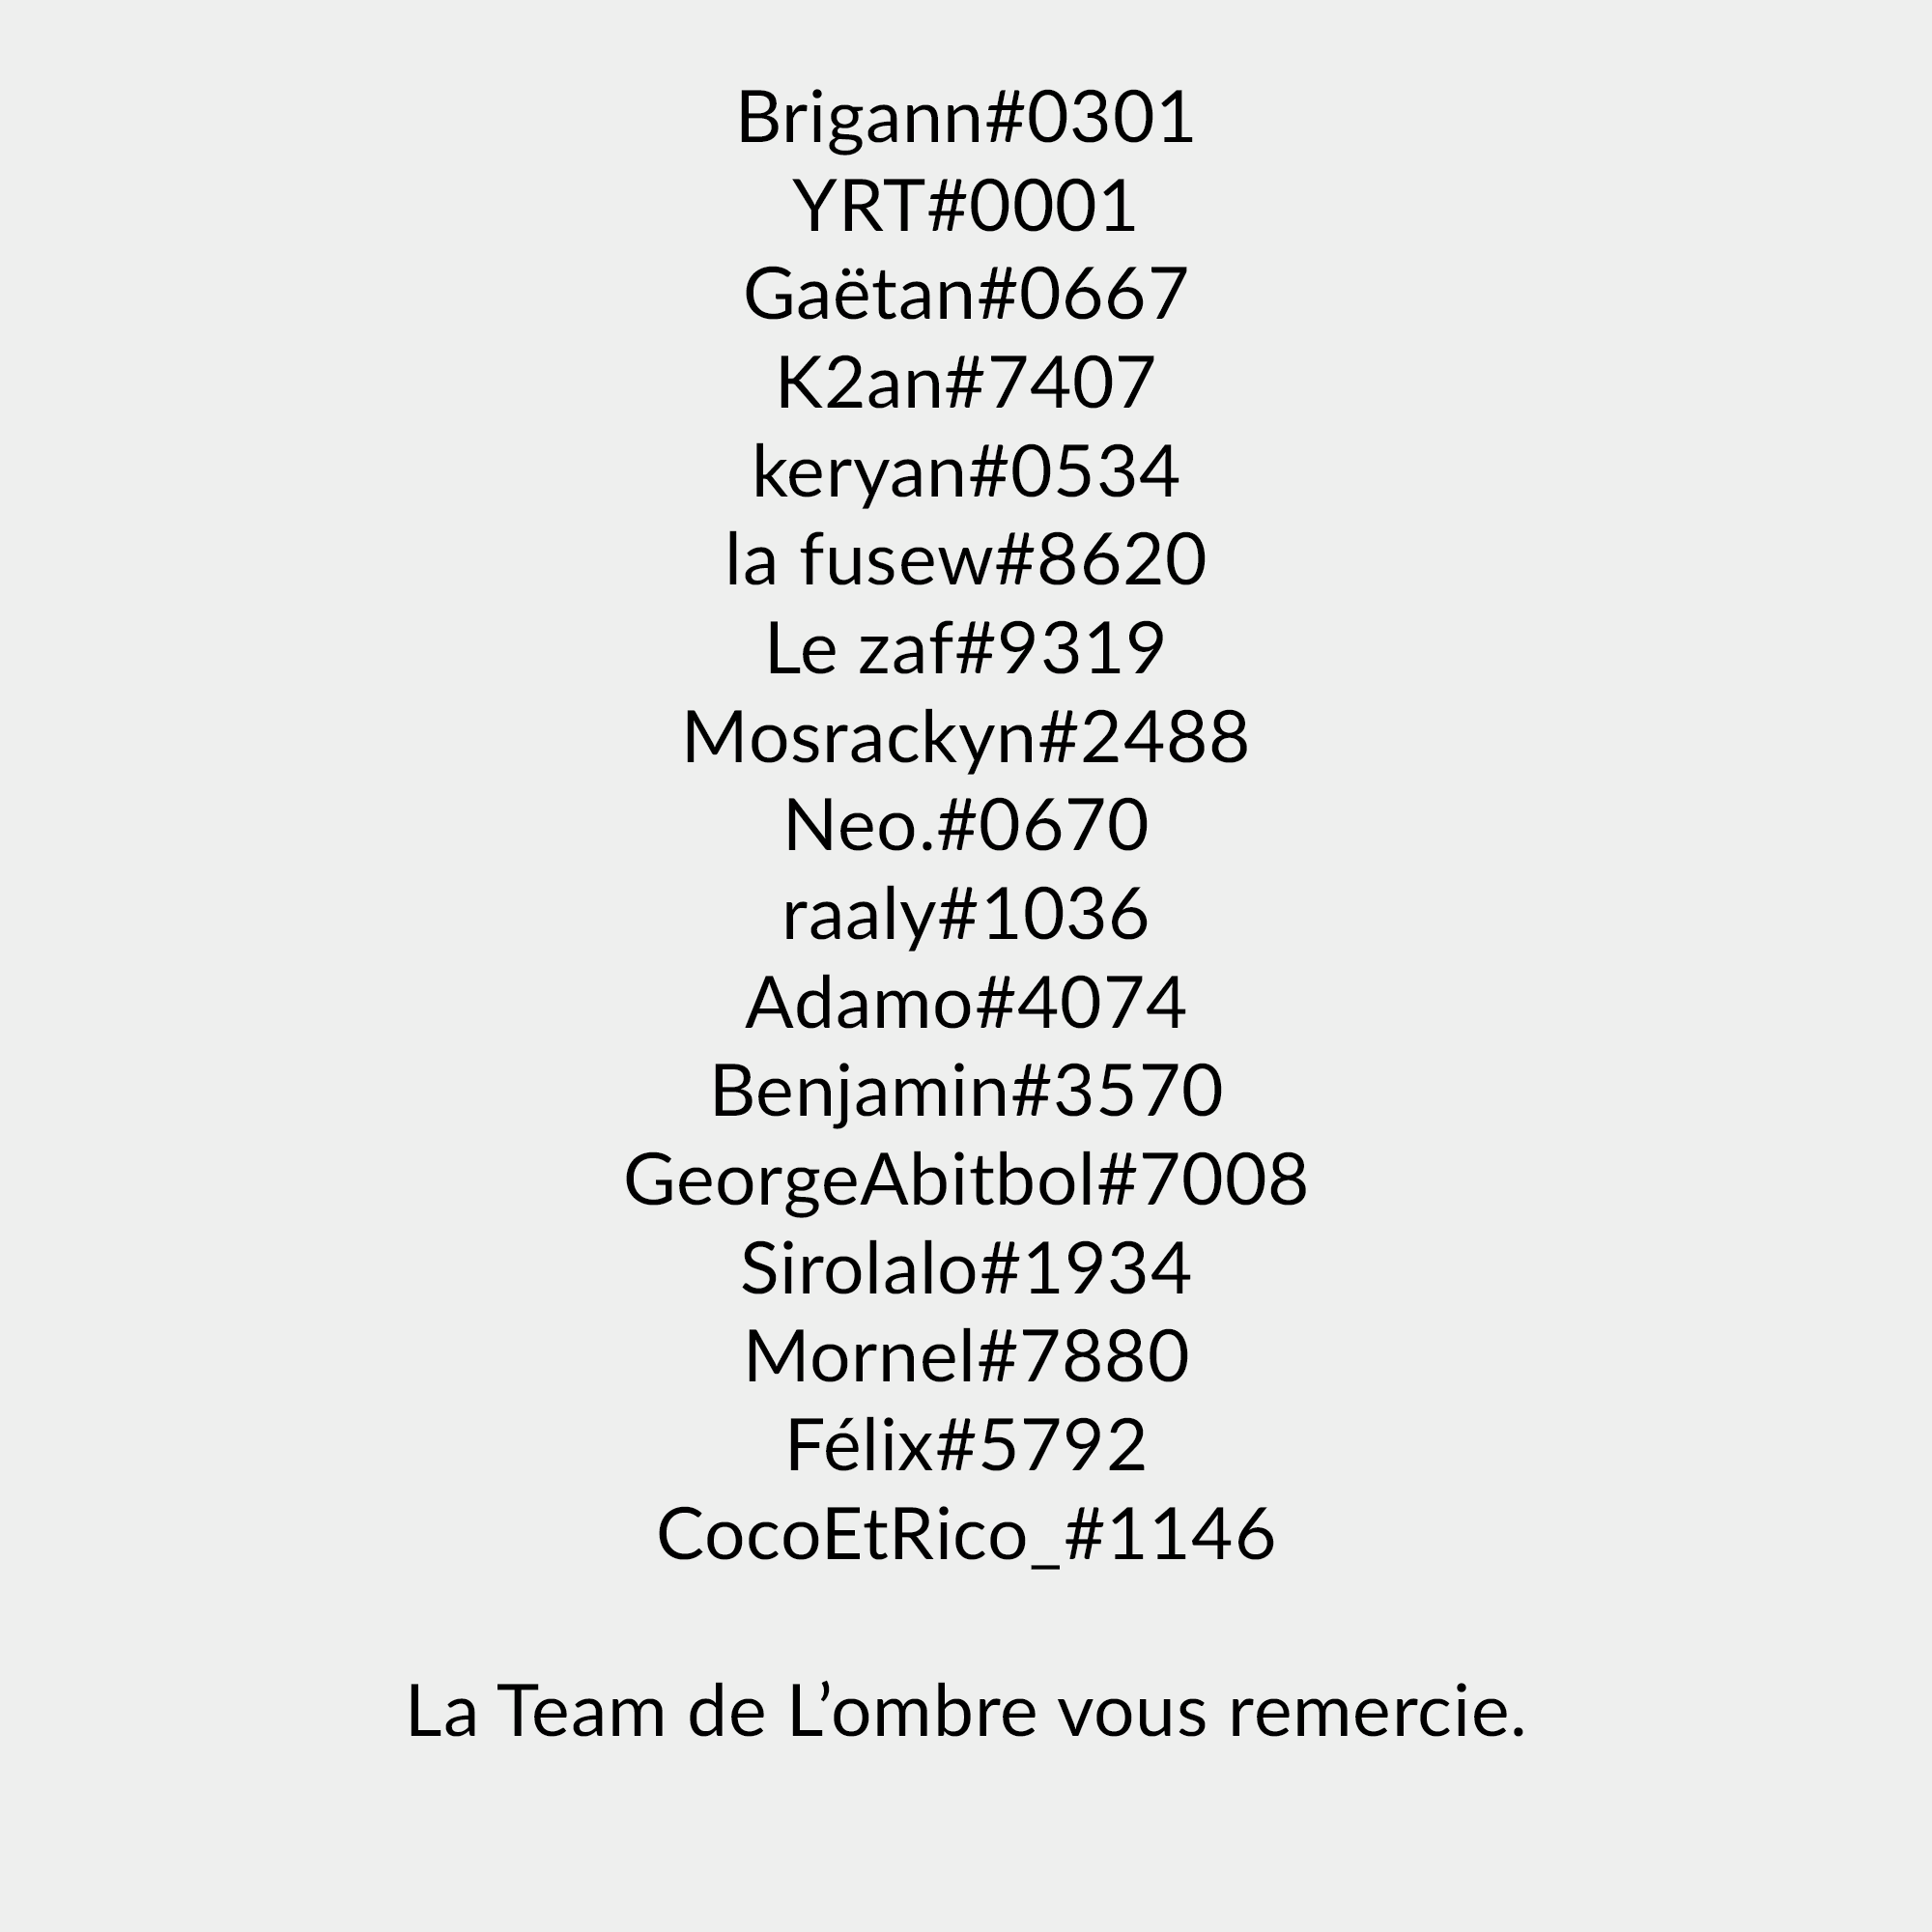 Brigann#0301
YRT#0001
Gaëtan#0667
K2an#7407
keryan#0534
la fusew#8620
Le zaf#9319
Mosrackyn#2488
Neo.#0670
raaly#1036
Adamo#4074
Benjamin#3570
GeorgeAbitbol#7008
Sirolalo#1934
Mornel#7880
Félix#5792
CocoEtRico_#1146
La Team de L’ombre vous remercie.